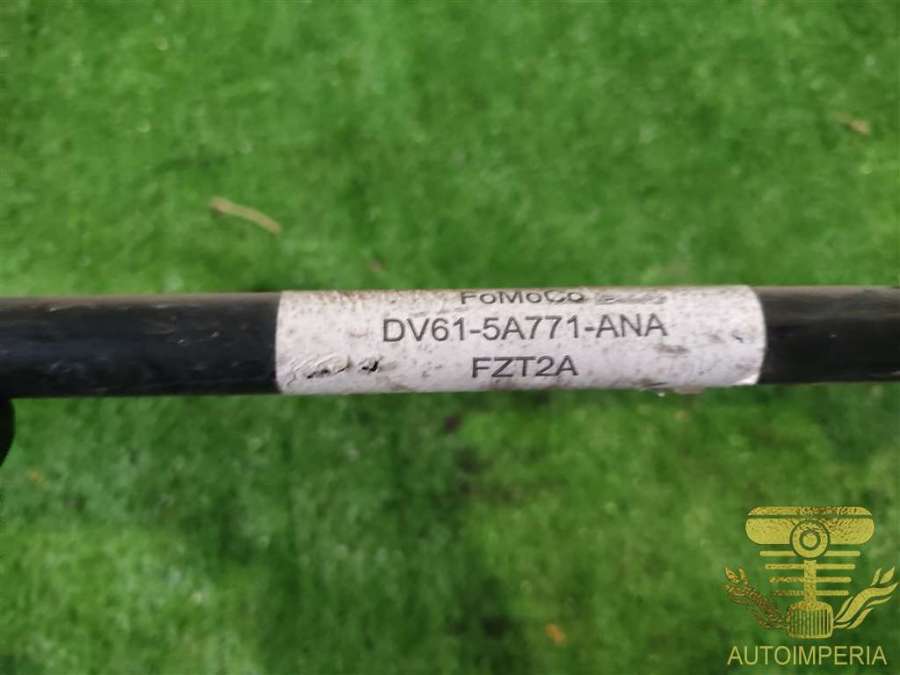 FoMoCo
DV61-5A771-ANA
FZT2A
AUTOIMPERIA